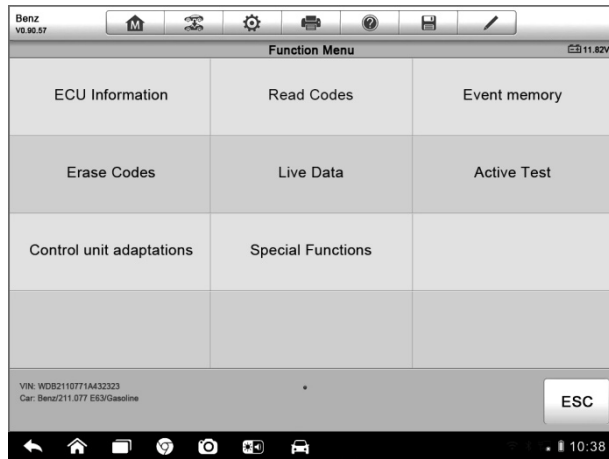 Benz
V0.90.57
M
Function Menu
11.82V
ECU Information
Read Codes
Event memory
Erase Codes
Live Data
Active Test
Control unit adaptations
Special Functions
VIN: WDB2110771A432323
Car: Benz/211.077 E63/Gasoline
ESC
10:38